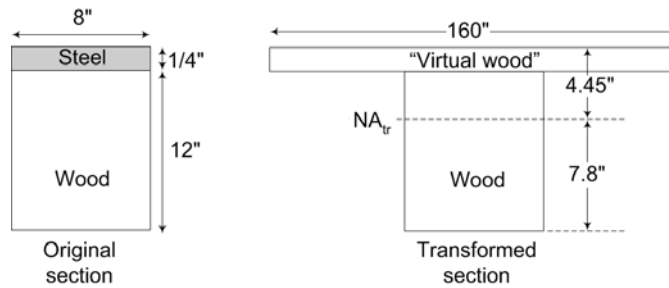 8"
Steel
1/4"
12"
Wood
Original
section
160"
"Virtual wood"
4.45"
NAtr
7.8"
Wood
Transformed
section